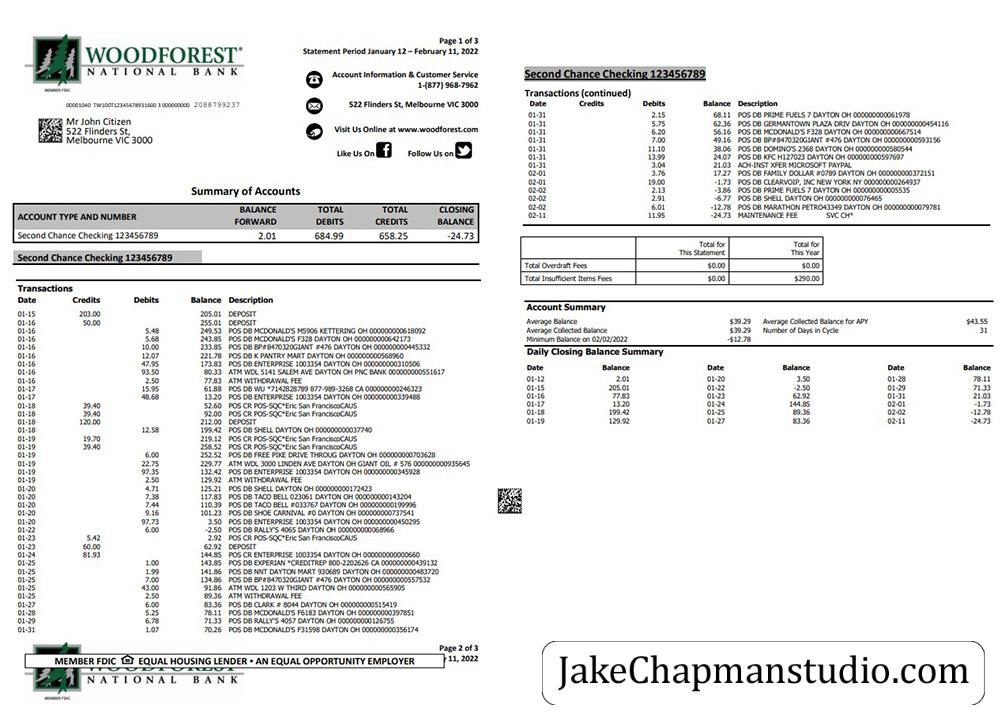 WOODFOREST®
NATIONAL BANK
MEMBER FDIC
00001040 TW100T12345678931600 3 000000000 2088799237
Mr John Citizen
522 Flinders St,
Melbourne VIC 3000
Page 1 of 3
Statement Period January 12 – February 11, 2022
Account Information & Customer Service
1-(877) 968-7962
522 Flinders St, Melbourne VIC 3000
Visit Us Online at www.woodforest.com
Like Us On Follow Us on
Summary of Accounts
ACCOUNT TYPE AND NUMBER BALANCE FORWARD TOTAL DEBITS TOTAL CREDITS CLOSING BALANCE
Second Chance Checking 123456789 2.01 684.99 658.25 -24.73
Second Chance Checking 123456789
Transactions
Date Credits Debits Balance Description
01-15 203.00 205.01 DEPOSIT
01-16 50.00 255.01 DEPOSIT
01-16 5.48 249.53 POS DB MCDONALD'S M5906 KETTERING OH 000000000618092
01-16 5.68 243.85 POS DB MCDONALD'S F328 DAYTON OH 000000000642173
01-16 10.00 233.85 POS DB BP#8470320GIANT #476 DAYTON OH 000000000445332
01-16 12.07 221.78 POS DB K PANTRY MART DAYTON OH 000000000568960
01-16 47.95 173.83 POS DB ENTERPRISE 1003354 DAYTON OH 000000000310506
01-16 93.50 80.33 ATM WDL 5141 SALEM AVE DAYTON OH PNC BANK 00000000551617
01-16 2.50 77.83 ATM WITHDRAWAL FEE
01-17 15.95 61.88 POS DB WU *7142828789 877-989-3268 CA 000000000246323
01-17 48.68 13.20 POS DB ENTERPRISE 1003354 DAYTON OH 000000000339488
01-18 39.40 52.60 POS CR POS-SQC*Eric San FranciscoCAUS
01-18 39.40 92.00 POS CR POS-SQC*Eric San FranciscoCAUS
01-18 120.00 212.00 DEPOSIT
01-18 12.58 199.42 POS DB SHELL DAYTON OH 000000000037740
01-19 19.70 219.12 POS CR POS-SQC*Eric San FranciscoCAUS
01-19 39.40 258.52 POS CR POS-SQC*Eric San FranciscoCAUS
01-19 6.00 252.52 POS DB FREE PIKE DRIVE THROUG DAYTON OH 000000000703628
01-19 22.75 229.77 ATM WDL 3000 LINDEN AVE DAYTON OH GIANT OIL # 576 000000000935645
01-19 97.35 132.42 POS DB ENTERPRISE 1003354 DAYTON OH 000000000345928
01-19 2.50 129.92 ATM WITHDRAWAL FEE
01-20 4.71 125.21 POS DB SHELL DAYTON OH 000000000172423
01-20 7.38 117.83 POS DB TACO BELL 023061 DAYTON OH 000000000143204
01-20 7.44 110.39 POS DB TACO BELL #033767 DAYTON OH 000000000199996
01-20 9.16 101.23 POS DB SHOE CARNIVAL #0 DAYTON OH 000000000737541
01-20 97.73 3.50 POS DB ENTERPRISE 1003354 DAYTON OH 000000000450295
01-22 6.00 -2.50 POS DB RALLY'S 4065 DAYTON OH 000000000068966
01-23 5.42 2.92 POS CR POS-SQC*Eric San FranciscoCAUS
01-23 60.00 62.92 DEPOSIT
01-24 81.93 144.85 POS CR ENTERPRISE 1003354 DAYTON OH 000000000000660
01-25 1.00 143.85 POS DB EXPERIAN *CREDITREP 800-2202626 CA 000000000439132
01-25 1.99 141.86 POS DB NNT DAYTON MART 930689 DAYTON OH 000000000483720
01-25 7.00 134.86 POS DB BP#8470320GIANT #476 DAYTON OH 000000000557532
01-25 43.00 91.86 ATM WDL 1203 W THIRD DAYTON OH 000000000565905
01-25 2.50 89.36 ATM WITHDRAWAL FEE
01-27 6.00 83.36 POS DB CLARK # 8044 DAYTON OH 000000000515419
01-28 5.25 78.11 POS DB MCDONALD'S F6183 DAYTON OH 000000000397851
01-29 6.78 71.33 POS DB RALLY'S 4057 DAYTON OH 000000000126755
01-31 1.07 70.26 POS DB MCDONALD'S F31598 DAYTON OH 000000000356174
Page 2 of 3
WOODFOREST
MEMBER FDIC EQUAL HOUSING LENDER • AN EQUAL OPPORTUNITY EMPLOYER
11, 2022
NATIONAL BANK
MEMBER FDIC
Second Chance Checking 123456789
Transactions (continued)
Date Credits Debits Balance Description
01-31 2.15 68.11 POS DB PRIME FUELS 7 DAYTON OH 000000000061978
01-31 5.75 62.36 POS DB GERMANTOWN PLAZA DRIV DAYTON OH 000000000454116
01-31 6.20 56.16 POS DB MCDONALD'S F328 DAYTON OH 000000000667514
01-31 7.00 49.16 POS DB BP#8470320GIANT #476 DAYTON OH 000000000593156
01-31 11.10 38.06 POS DB DOMINO'S 2368 DAYTON OH 000000000580544
01-31 13.99 24.07 POS DB KFC H127023 DAYTON OH 000000000597697
01-31 3.04 21.03 ACH-INST XFER MICROSOFT PAYPAL
02-01 3.76 17.27 POS DB FAMILY DOLLAR #0789 DAYTON OH 000000000372151
02-01 19.00 -1.73 POS DB CLEARVOIP, INC NEW YORK NY 000000000264937
02-02 2.13 -3.86 POS DB PRIME FUELS 7 DAYTON OH 000000000005535
02-02 2.91 -6.77 POS DB SHELL DAYTON OH 000000000076465
02-02 6.01 -12.78 POS DB MARATHON PETRO43349 DAYTON OH 000000000079781
02-11 11.95 -24.73 MAINTENANCE FEE SVC CH*
Total for This Statement Total for This Year
Total Overdraft Fees $0.00 $0.00
Total Insufficient Items Fees $0.00 $290.00
Account Summary
Average Balance $39.29 Average Collected Balance for APY $43.55
Average Collected Balance $39.29 Number of Days in Cycle 31
Minimum Balance on 02/02/2022 -$12.78
Daily Closing Balance Summary
Date Balance Date Balance Date Balance
01-12 2.01 01-20 3.50 01-28 78.11
01-15 205.01 01-22 -2.50 01-29 71.33
01-16 77.83 01-23 62.92 01-31 21.03
01-17 13.20 01-24 144.85 02-01 -1.73
01-18 199.42 01-25 89.36 02-02 -12.78
01-19 129.92 01-27 83.36 02-11 -24.73
JakeChapmanstudio.com